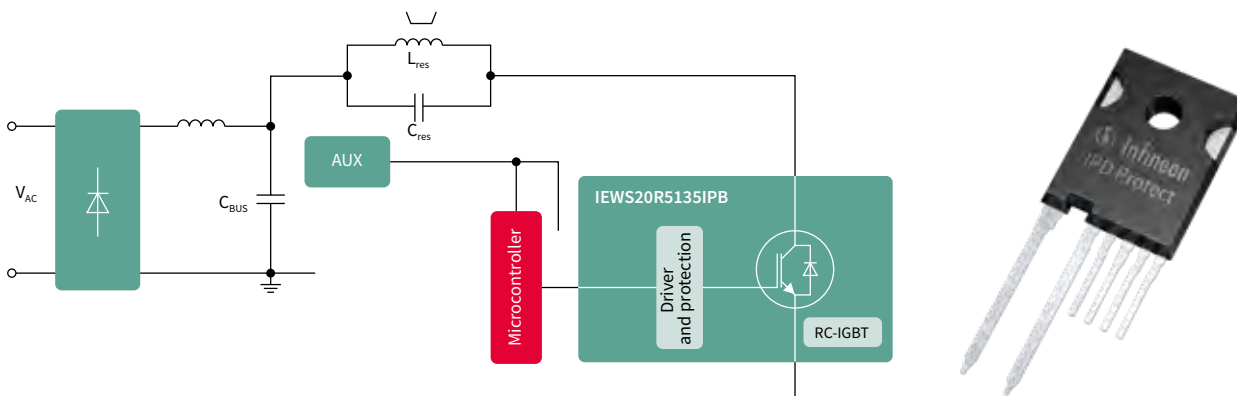 L_res
C_res
AUX
V_AC
C_BUS
IEWS20R5135IPB
Microcontroller
Driver
and protection
RC-IGBT
Infineon
IPD Protect